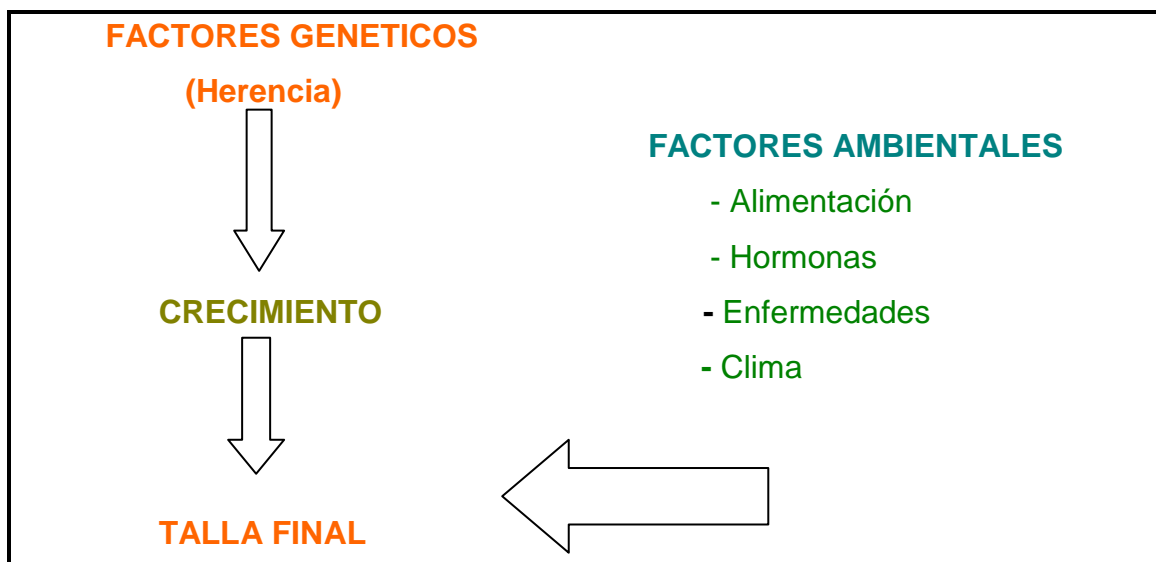 FACTORES GENETICOS
(Herencia)
CRECIMIENTO
TALLA FINAL
FACTORES AMBIENTALES
- Alimentación
- Hormonas
- Enfermedades
- Clima